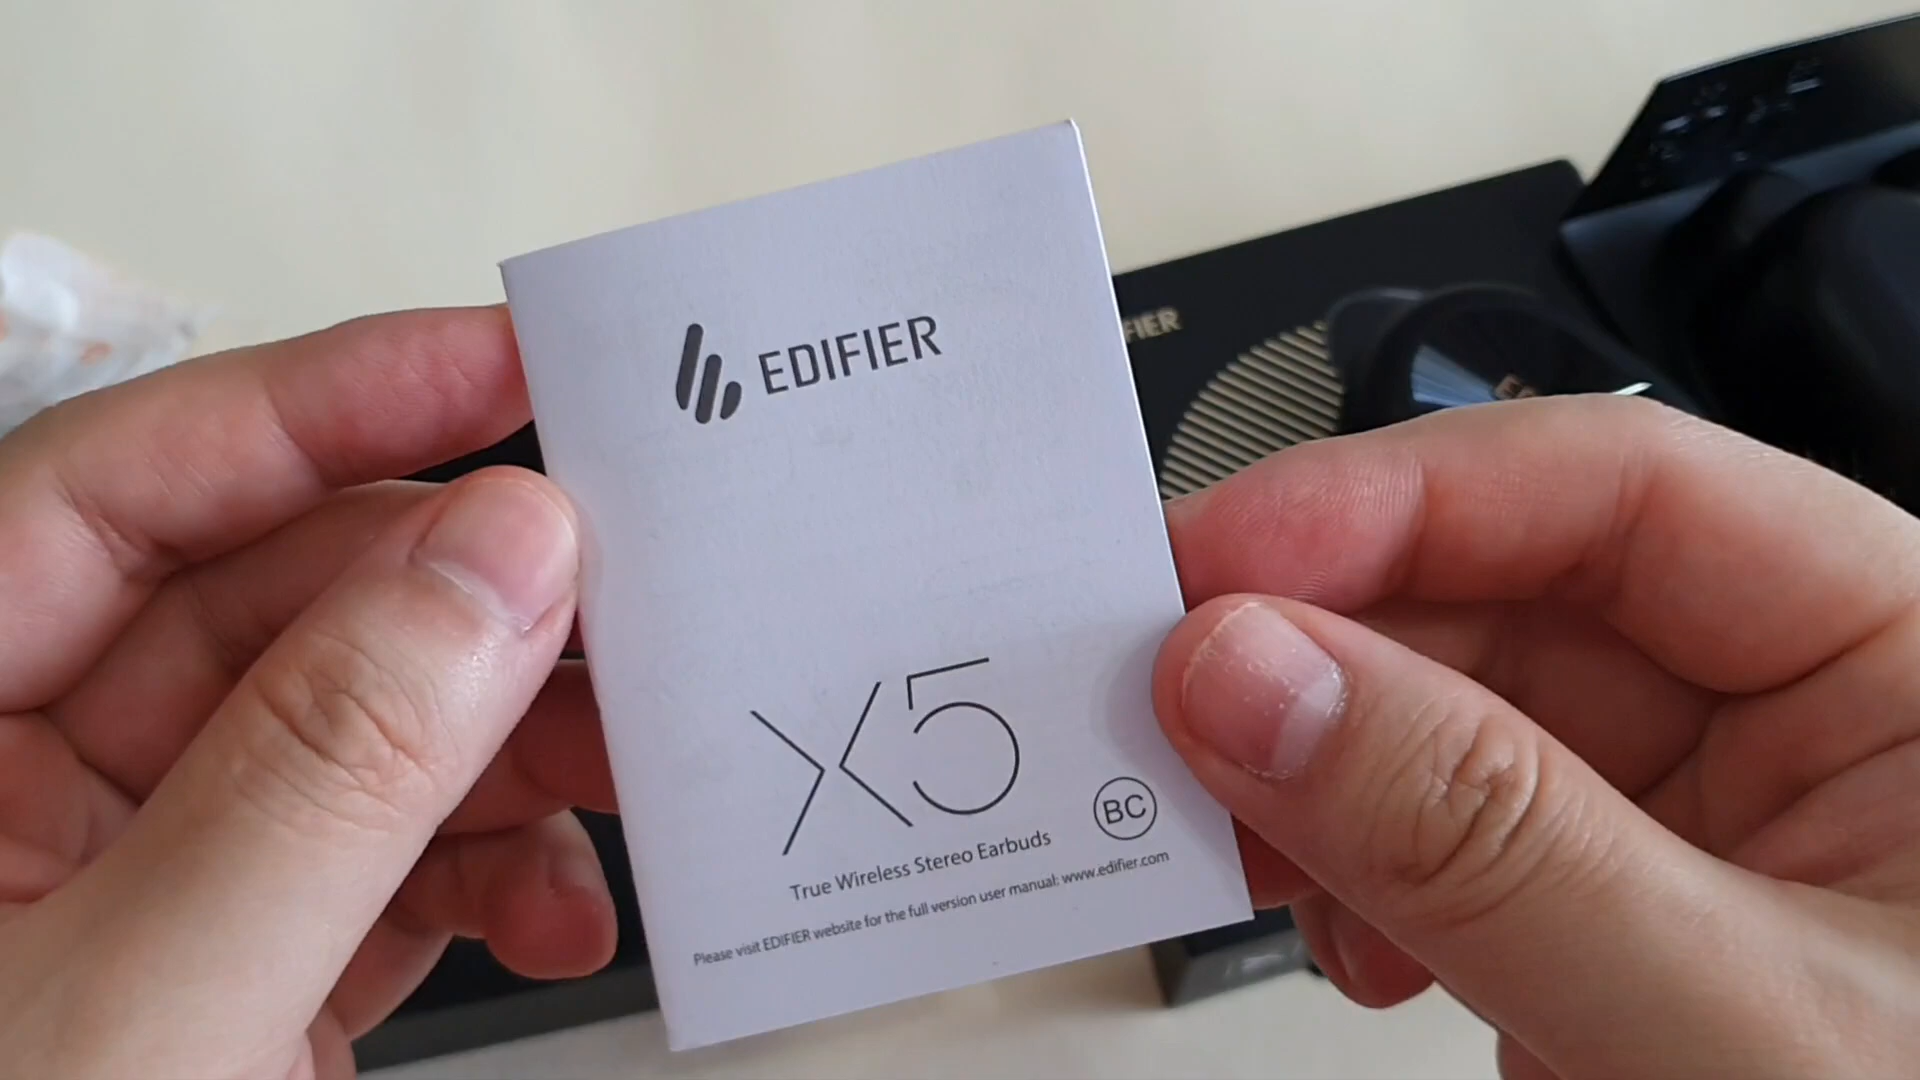 EDIFIER
X5
BC
True Wireless Stereo Earbuds
Please visit EDIFIER website for the full version user manual: www.edifier.com
FIER